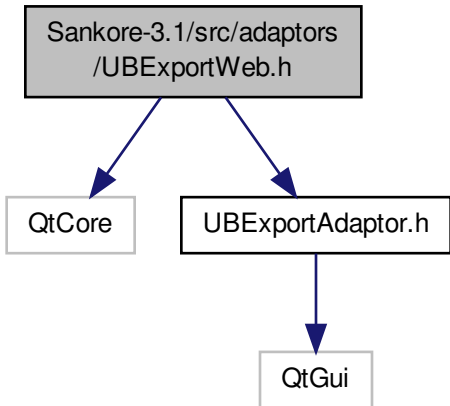 Sankore-3.1/src/adaptors
/UBExportWeb.h
QtCore
UBExportAdaptor.h
QtGui